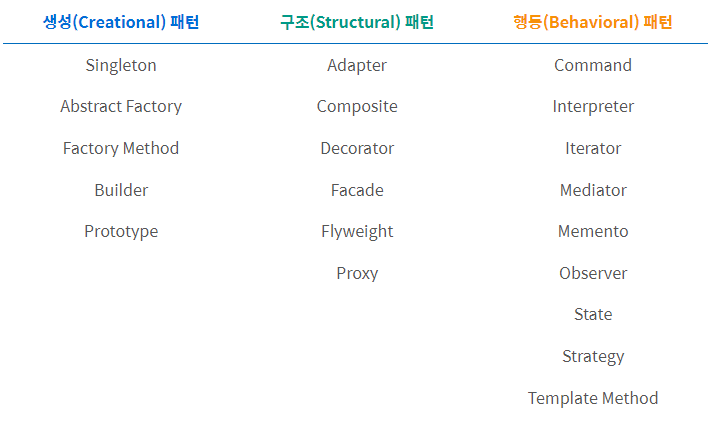 생성(Creational) 패턴 구조(Structural) 패턴 행등(Behavioral) 패턴
Singleton Adapter Command
Abstract Factory Composite Interpreter
Factory Method Decorator Iterator
Builder Facade Mediator
Prototype Flyweight Memento
Proxy Observer
State
Strategy
Template Method